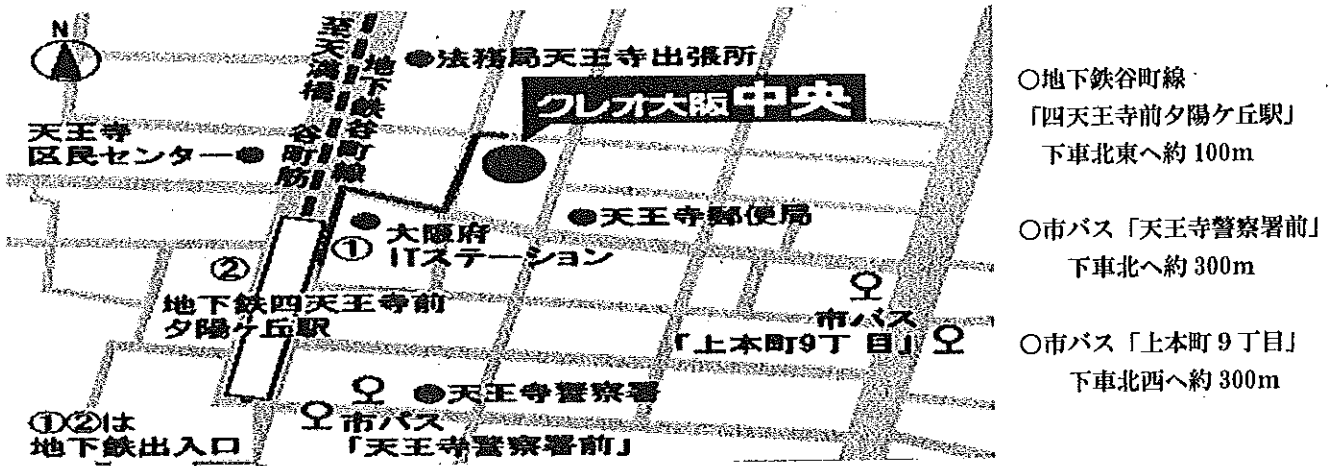 N
至天満橋
地下鉄谷町線
谷町筋
●法務局天王寺出張所
クレオ大阪中央
天王寺
区民センター●
●天王寺郵便局
①
大阪府
ITステーション
②
地下鉄四天王寺前
夕陽ケ丘駅
市バス
「上本町9丁目」
●天王寺警察署
市バス
「天王寺警察署前」
①②は
地下鉄出入口
○地下鉄谷町線
「四天王寺前夕陽ケ丘駅」
下車北東へ約100m
○市バス「天王寺警察署前」
下車北へ約300m
○市バス「上本町9丁目」
下車北西へ約300m